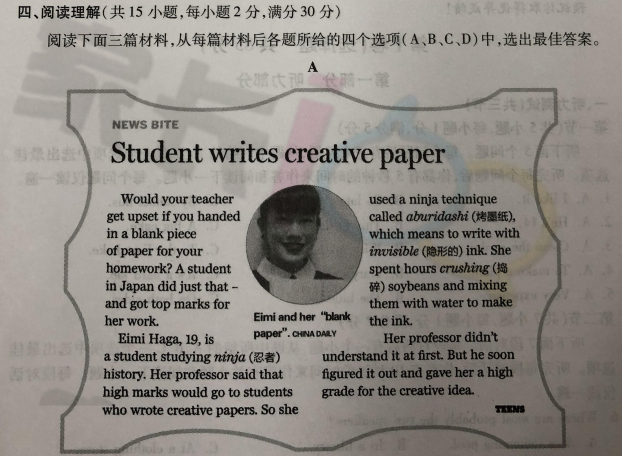 四、阅读理解(共 15 小题,每小题 2 分,满分 30 分)
阅读下面三篇材料,从每篇材料后各题所给的四个选项(A、B、C、D)中,选出最佳答案。
A
NEWS BITE
Student writes creative paper
Would your teacher
get upset if you handed
in a blank piece
of paper for your
homework? A student
in Japan did just that –
and got top marks for
her work.
Eimi Haga, 19, is
a student studying ninja (忍者)
history. Her professor said that
high marks would go to students
who wrote creative papers. So she
Eimi and her "blank
paper". CHINA DAILY
used a ninja technique
called aburidashi (烤墨纸),
which means to write with
invisible (隐形的) ink. She
spent hours crushing (捣
碎) soybeans and mixing
them with water to make
the ink.
Her professor didn't
understand it at first. But he soon
figured it out and gave her a high
grade for the creative idea.
TEENS